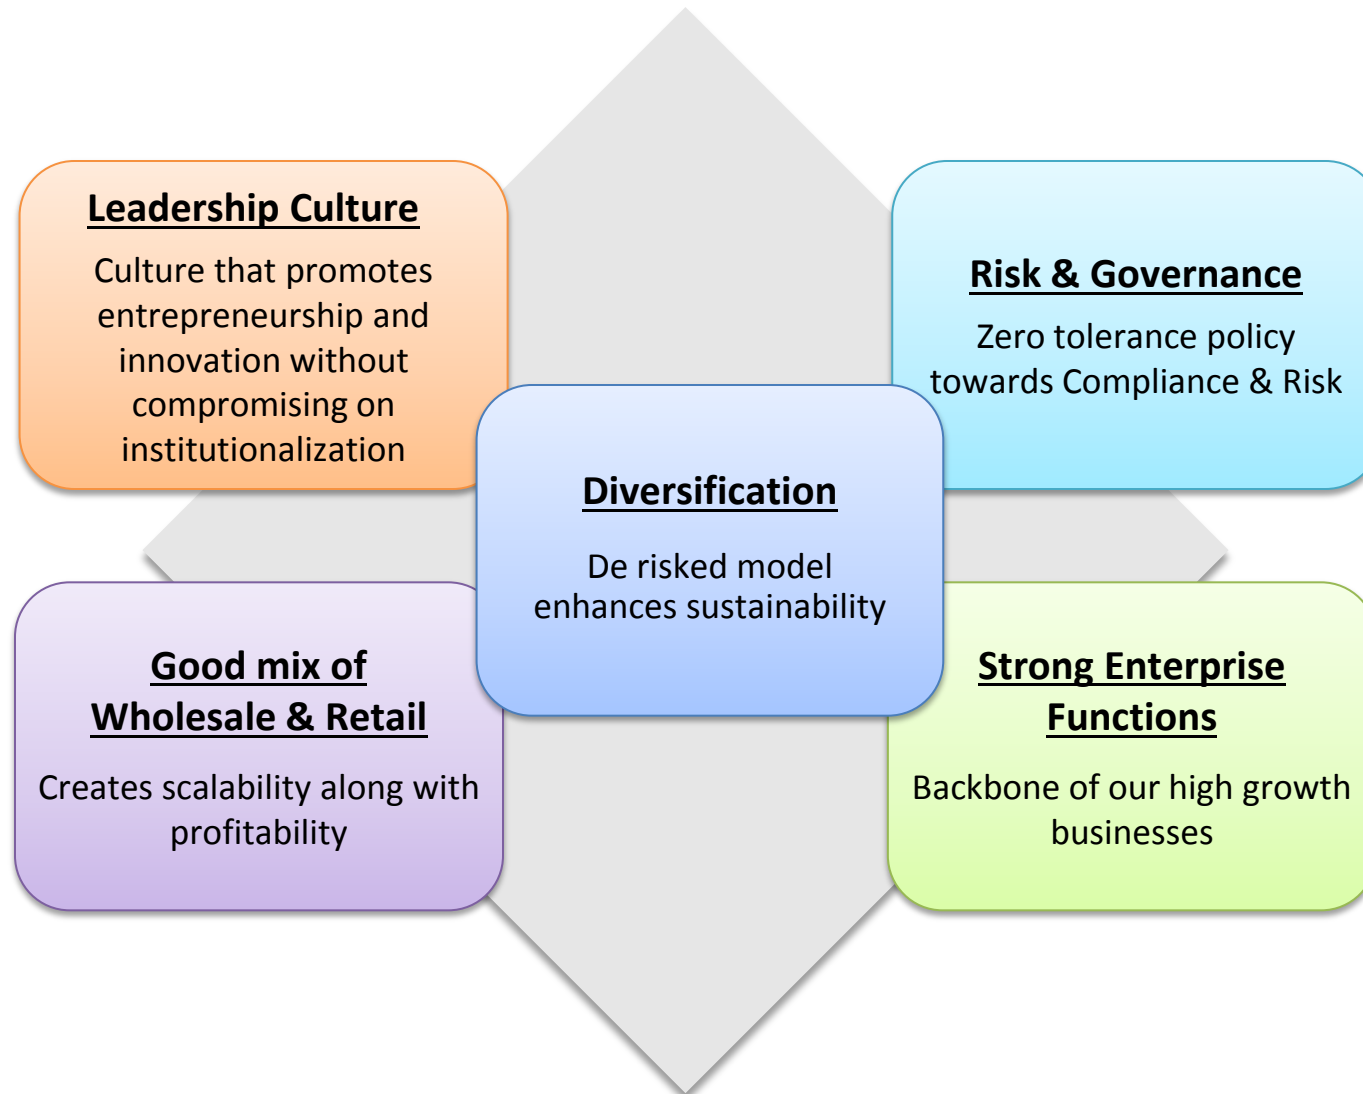 Leadership Culture
Culture that promotes
entrepreneurship and
innovation without
compromising on
institutionalization
Risk & Governance
Zero tolerance policy
towards Compliance & Risk
Diversification
De risked model
enhances sustainability
Good mix of
Wholesale & Retail
Creates scalability along with
profitability
Strong Enterprise
Functions
Backbone of our high growth
businesses